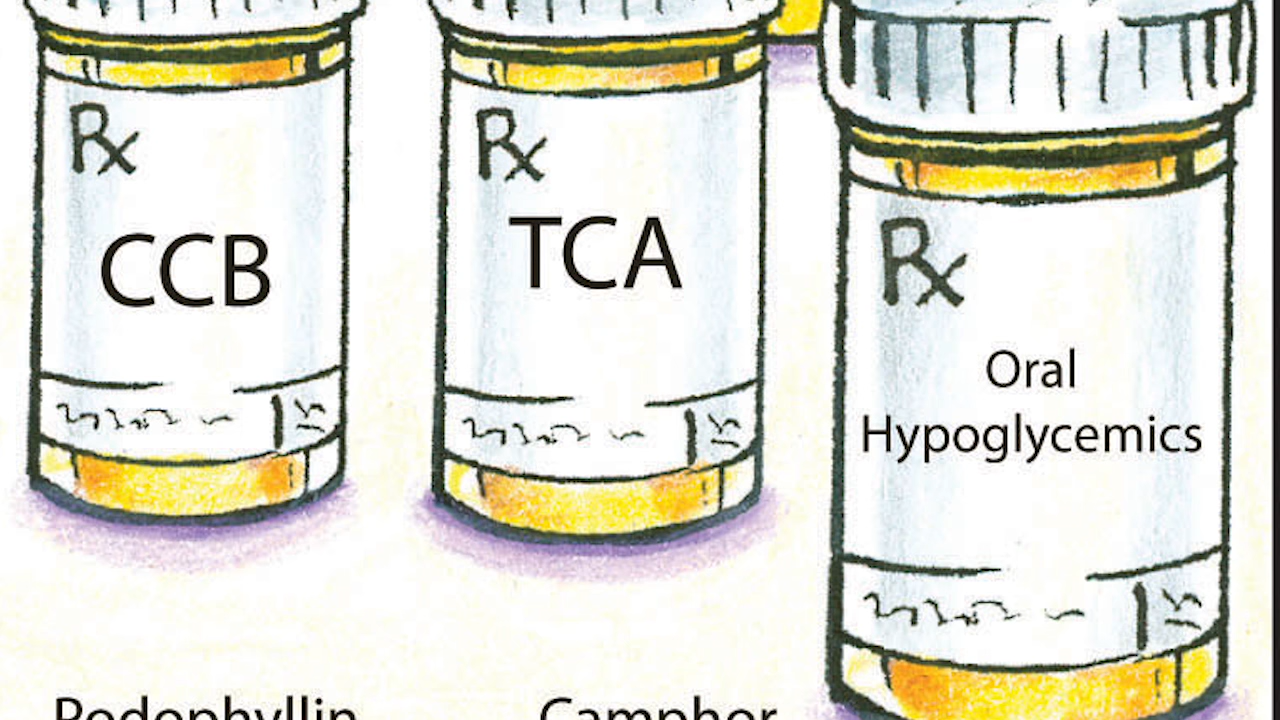 Rx
CCB
Rx
TCA
Rx
Oral
Hypoglycemics
Podophyllin
Camphor